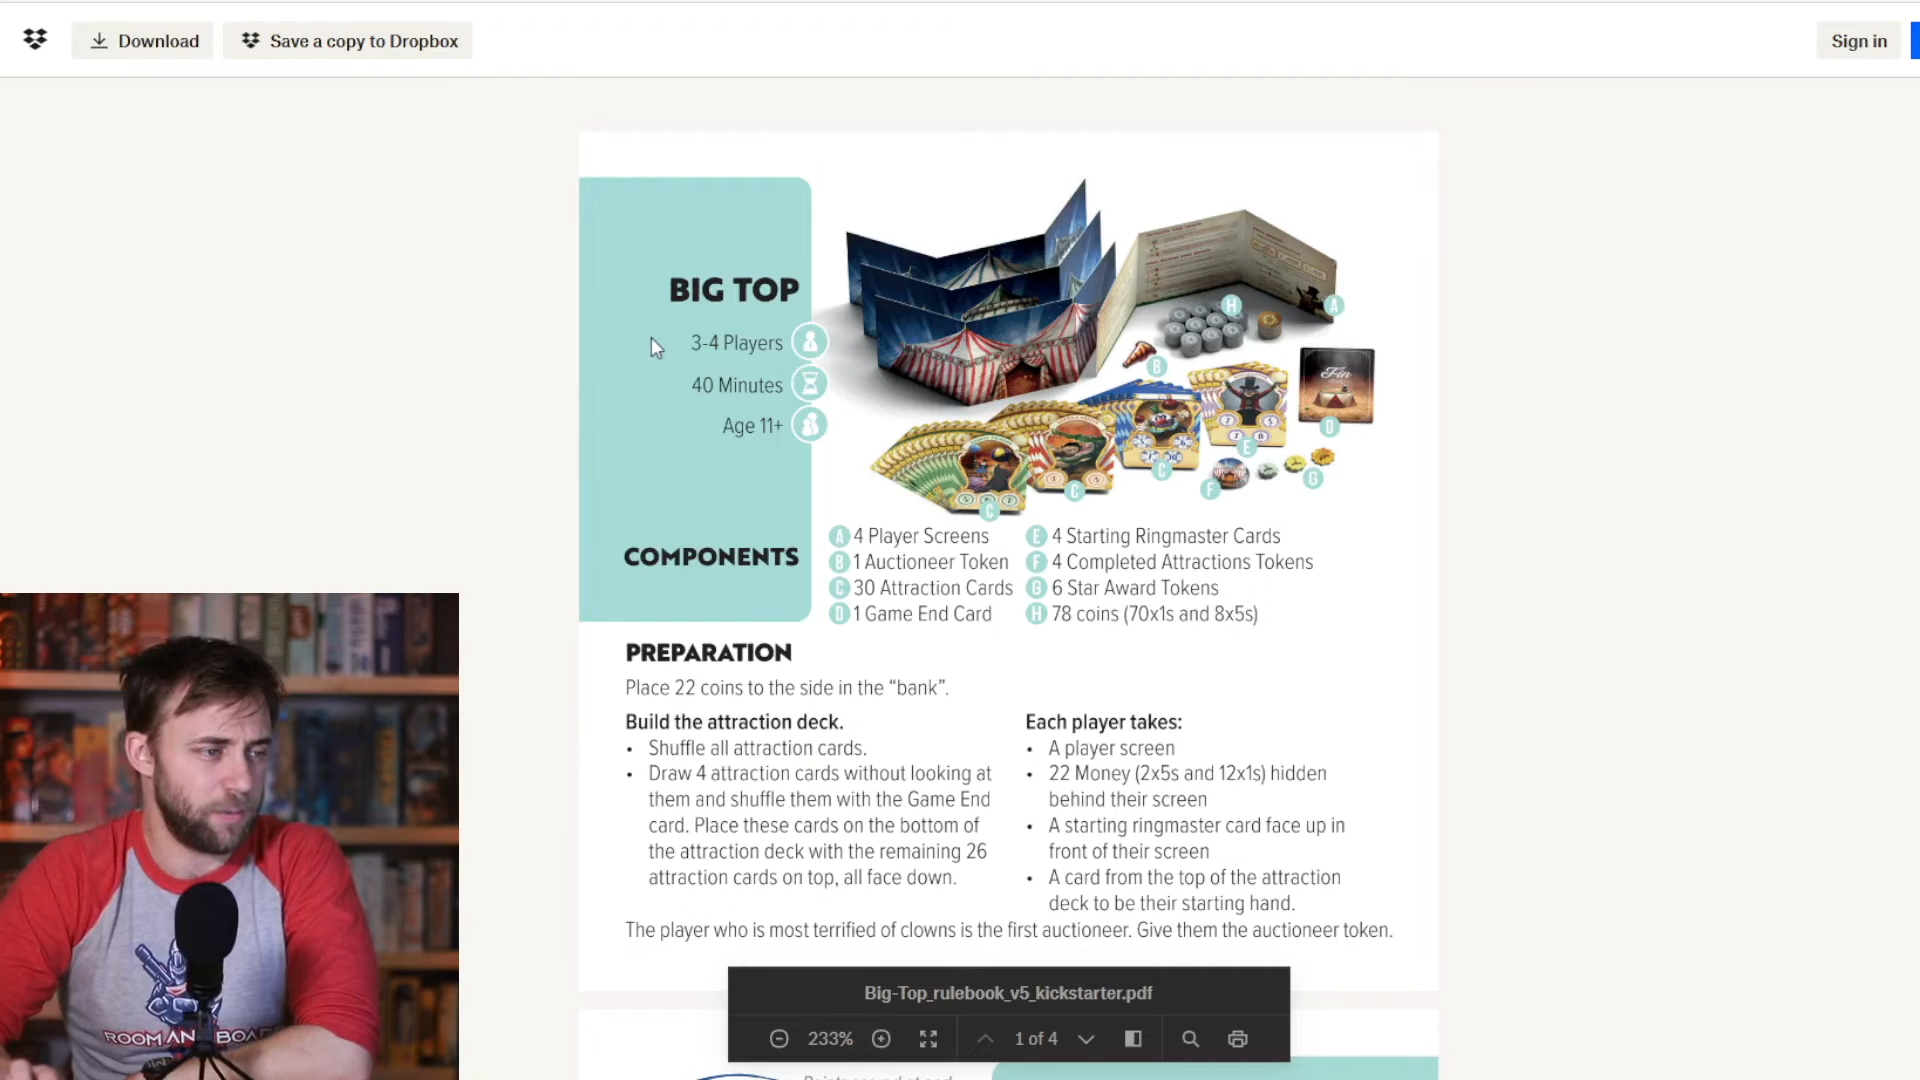 Download
Save a copy to Dropbox
Sign in
BIG TOP
3-4 Players
40 Minutes
Age 11+
H
A
B
Fin
D
E
C
C
C
F
G
COMPONENTS
A 4 Player Screens
B 1 Auctioneer Token
C 30 Attraction Cards
D 1 Game End Card
E 4 Starting Ringmaster Cards
F 4 Completed Attractions Tokens
G 6 Star Award Tokens
H 78 coins (70x1s and 8x5s)
PREPARATION
Place 22 coins to the side in the “bank”.
Build the attraction deck.
• Shuffle all attraction cards.
• Draw 4 attraction cards without looking at
them and shuffle them with the Game End
card. Place these cards on the bottom of
the attraction deck with the remaining 26
attraction cards on top, all face down.
Each player takes:
• A player screen
• 22 Money (2x5s and 12x1s) hidden
behind their screen
• A starting ringmaster card face up in
front of their screen
• A card from the top of the attraction
deck to be their starting hand.
The player who is most terrified of clowns is the first auctioneer. Give them the auctioneer token.
Big-Top_rulebook_v5_kickstarter.pdf
233%
1 of 4
ROOM AN BOA